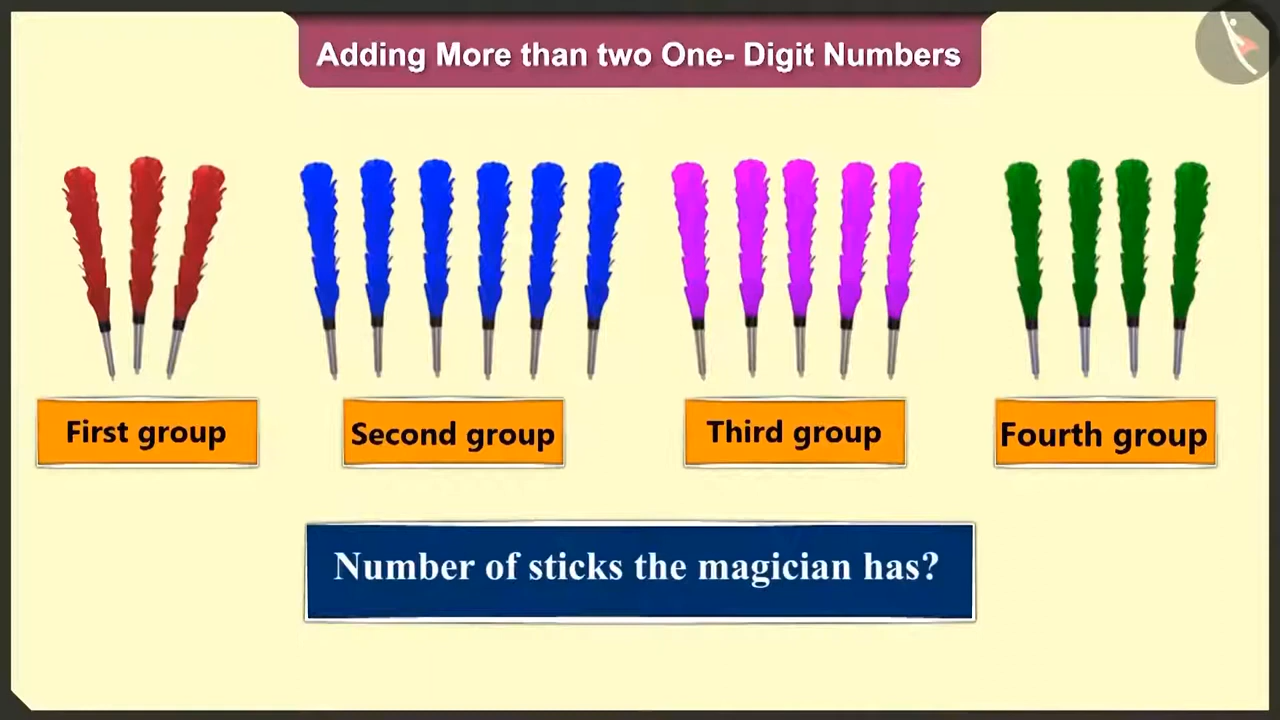 Adding More than two One- Digit Numbers
First group
Second group
Third group
Fourth group
Number of sticks the magician has?